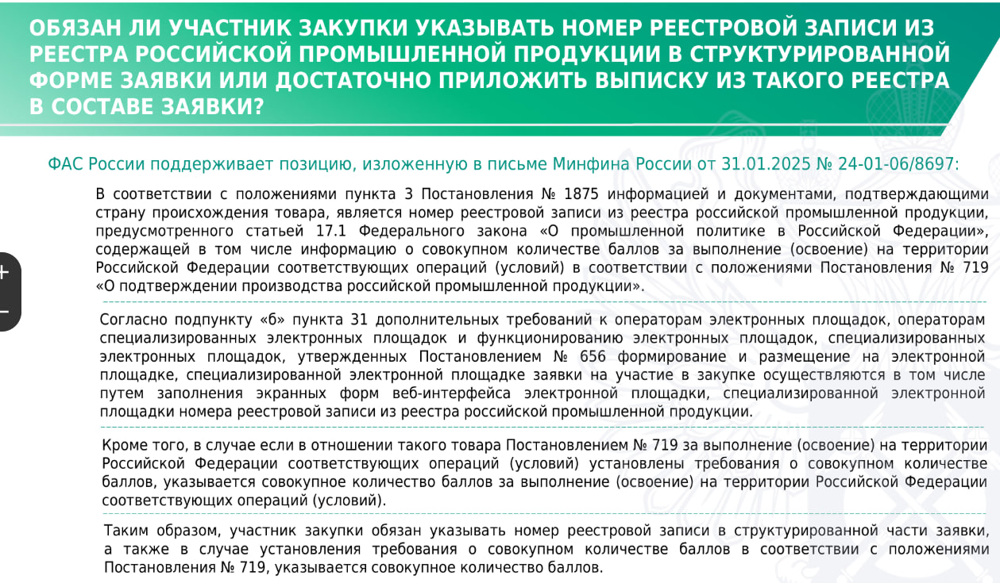 ОБЯЗАН ЛИ УЧАСТНИК ЗАКУПКИ УКАЗЫВАТЬ НОМЕР РЕЕСТРОВОЙ ЗАПИСИ ИЗ
РЕЕСТРА РОССИЙСКОЙ ПРОМЫШЛЕННОЙ ПРОДУКЦИИ В СТРУКТУРИРОВАННОЙ
ФОРМЕ ЗАЯВКИ ИЛИ ДОСТАТОЧНО ПРИЛОЖИТЬ ВЫПИСКУ ИЗ ТАКОГО РЕЕСТРА
В СОСТАВЕ ЗАЯВКИ?
ФАС России поддерживает позицию, изложенную в письме Минфина России от 31.01.2025 № 24-01-06/8697:
В соответствии с положениями пункта 3 Постановления № 1875 информацией и документами, подтверждающими
страну происхождения товара, является номер реестровой записи из реестра российской промышленной продукции,
предусмотренного статьей 17.1 Федерального закона «О промышленной политике в Российской Федерации»,
содержащей в том числе информацию о совокупном количестве баллов за выполнение (освоение) на территории
Российской Федерации соответствующих операций (условий) в соответствии с положениями Постановления № 719
«О подтверждении производства российской промышленной продукции».
Согласно подпункту «б» пункта 31 дополнительных требований к операторам электронных площадок, операторам
специализированных электронных площадок и функционированию электронных площадок, специализированных
электронных площадок, утвержденных Постановлением № 656 формирование и размещение на электронной
площадке, специализированной электронной площадке заявки на участие в закупке осуществляются в том числе
путем заполнения экранных форм веб-интерфейса электронной площадки, специализированной электронной
площадки номера реестровой записи из реестра российской промышленной продукции.
Кроме того, в случае если в отношении такого товара Постановлением № 719 за выполнение (освоение) на территории
Российской Федерации соответствующих операций (условий) установлены требования о совокупном количестве
баллов, указывается совокупное количество баллов за выполнение (освоение) на территории Российской Федерации
соответствующих операций (условий).
Таким образом, участник закупки обязан указывать номер реестровой записи в структурированной части заявки,
а также в случае установления требования о совокупном количестве баллов в соответствии с положениями
Постановления № 719, указывается совокупное количество баллов.